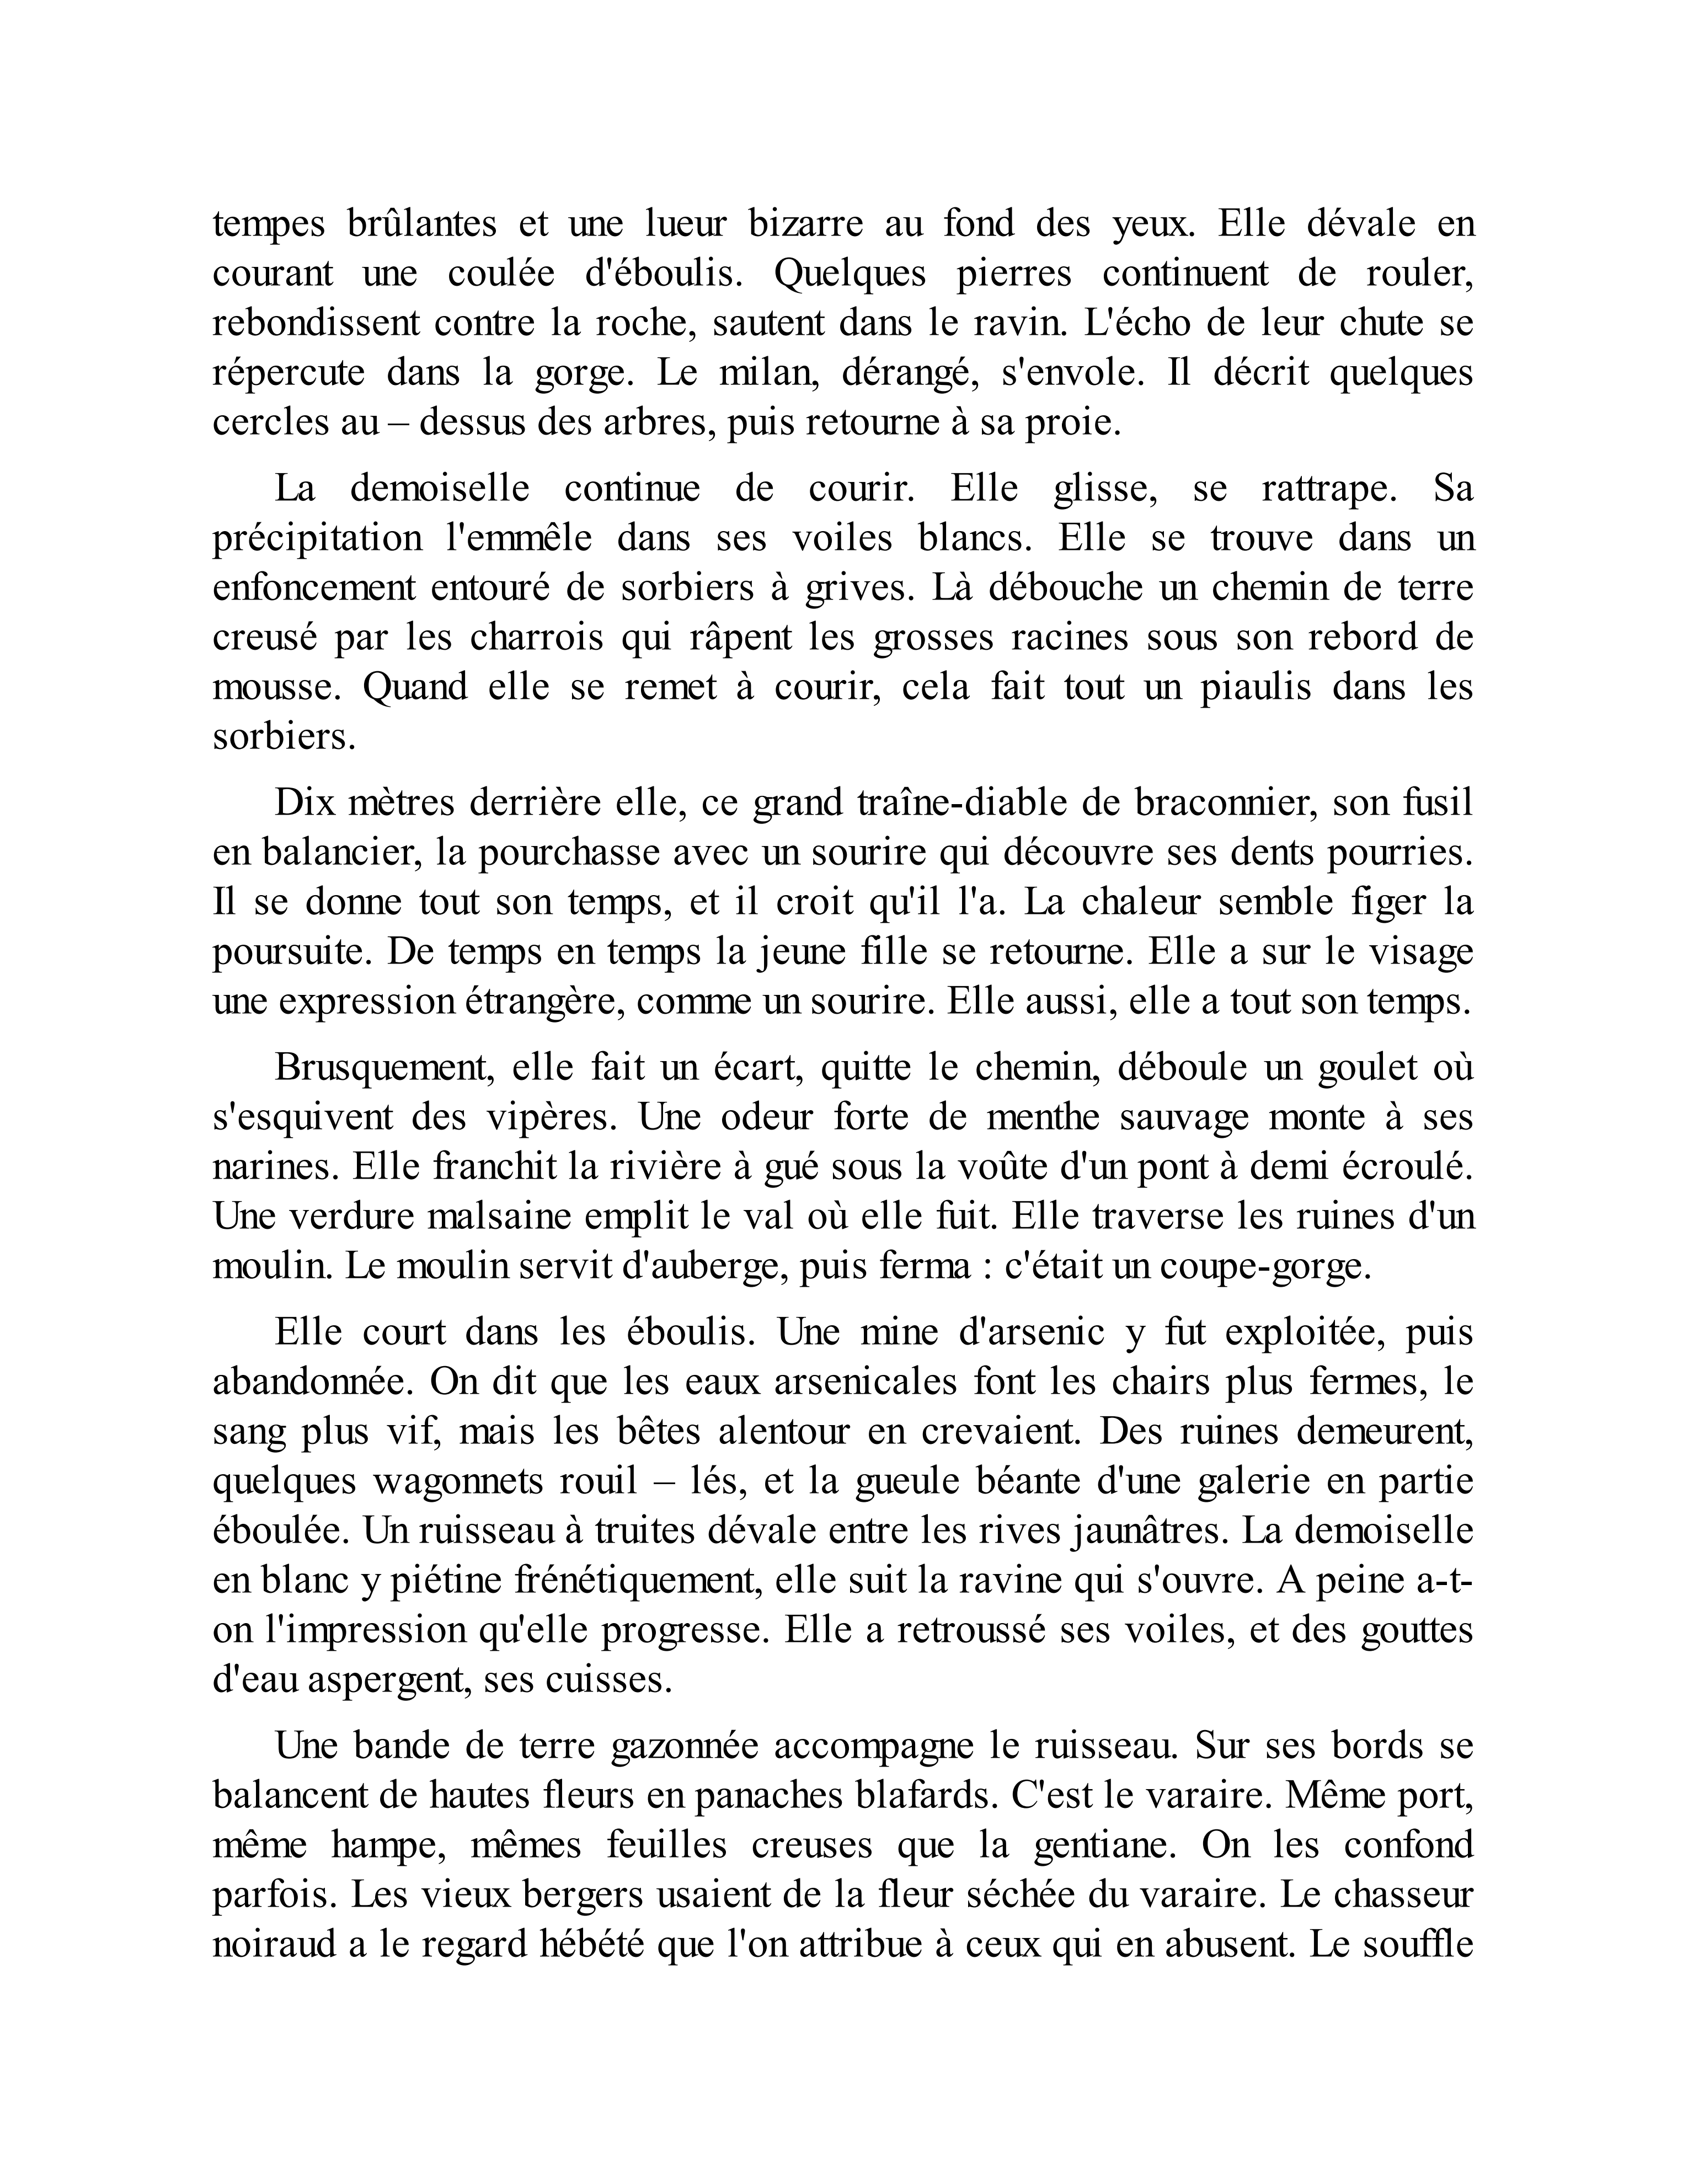 tempes brûlantes et une lueur bizarre au fond des yeux. Elle dévale en
courant une coulée d'éboulis. Quelques pierres continuent de rouler,
rebondissent contre la roche, sautent dans le ravin. L'écho de leur chute se
répercute dans la gorge. Le milan, dérangé, s'envole. Il décrit quelques
cercles au – dessus des arbres, puis retourne à sa proie.
La demoiselle continue de courir. Elle glisse, se rattrape. Sa
précipitation l'emmêle dans ses voiles blancs. Elle se trouve dans un
enfoncement entouré de sorbiers à grives. Là débouche un chemin de terre
creusé par les charrois qui râpent les grosses racines sous son rebord de
mousse. Quand elle se remet à courir, cela fait tout un piaulis dans les
sorbiers.
Dix mètres derrière elle, ce grand traîne-diable de braconnier, son fusil
en balancier, la pourchasse avec un sourire qui découvre ses dents pourries.
Il se donne tout son temps, et il croit qu'il l'a. La chaleur semble figer la
poursuite. De temps en temps la jeune fille se retourne. Elle a sur le visage
une expression étrangère, comme un sourire. Elle aussi, elle a tout son temps.
Brusquement, elle fait un écart, quitte le chemin, déboule un goulet où
s'esquivent des vipères. Une odeur forte de menthe sauvage monte à ses
narines. Elle franchit la rivière à gué sous la voûte d'un pont à demi écroulé.
Une verdure malsaine emplit le val où elle fuit. Elle traverse les ruines d'un
moulin. Le moulin servit d'auberge, puis ferma : c'était un coupe-gorge.
Elle court dans les éboulis. Une mine d'arsenic y fut exploitée, puis
abandonnée. On dit que les eaux arsenicales font les chairs plus fermes, le
sang plus vif, mais les bêtes alentour en crevaient. Des ruines demeurent,
quelques wagonnets rouil – lés, et la gueule béante d'une galerie en partie
éboulée. Un ruisseau à truites dévale entre les rives jaunâtres. La demoiselle
en blanc y piétine frénétiquement, elle suit la ravine qui s'ouvre. A peine a-t-
on l'impression qu'elle progresse. Elle a retroussé ses voiles, et des gouttes
d'eau aspergent, ses cuisses.
Une bande de terre gazonnée accompagne le ruisseau. Sur ses bords se
balancent de hautes fleurs en panaches blafards. C'est le varaire. Même port,
même hampe, mêmes feuilles creuses que la gentiane. On les confond
parfois. Les vieux bergers usaient de la fleur séchée du varaire. Le chasseur
noiraud a le regard hébété que l'on attribue à ceux qui en abusent. Le souffle